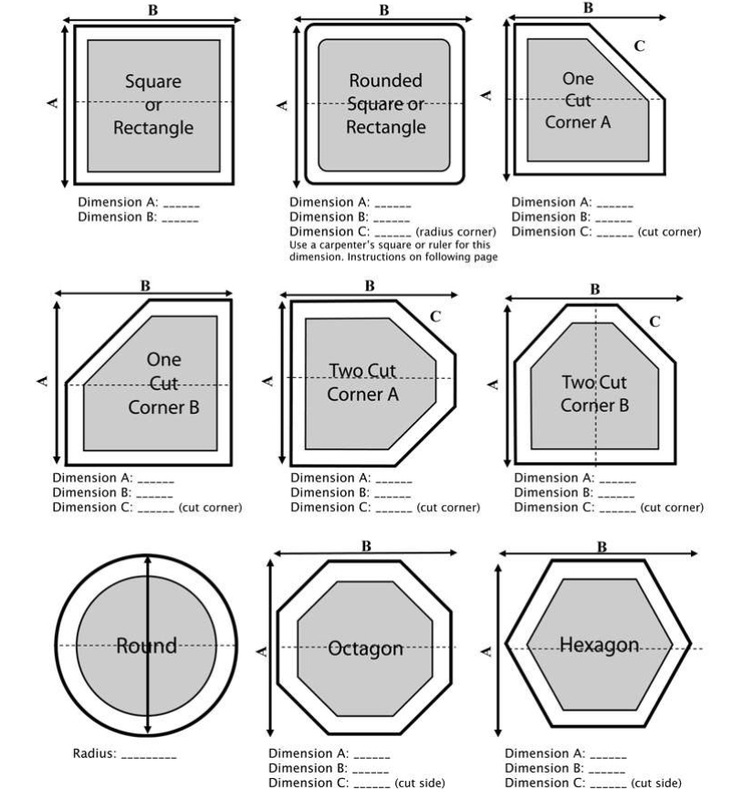 B
A
Square
or
Rectangle
Dimension A: ______
Dimension B: ______
B
A
Rounded
Square or
Rectangle
Dimension A: ______
Dimension B: ______
Dimension C: ______ (radius corner)
Use a carpenter's square or ruler for this
dimension. Instructions on following page
B
C
A
One
Cut
Corner A
Dimension A: ______
Dimension B: ______
Dimension C: ______ (cut corner)
B
A
One
Cut
Corner B
Dimension A: ______
Dimension B: ______
Dimension C: ______ (cut corner)
B
C
A
Two Cut
Corner A
Dimension A: ______
Dimension B: ______
Dimension C: ______ (cut corner)
B
C
A
Two Cut
Corner B
Dimension A: ______
Dimension B: ______
Dimension C: ______ (cut corner)
Round
Radius: _________
B
A
Octagon
Dimension A: ______
Dimension B: ______
Dimension C: ______ (cut side)
B
A
Hexagon
Dimension A: ______
Dimension B: ______
Dimension C: ______ (cut side)